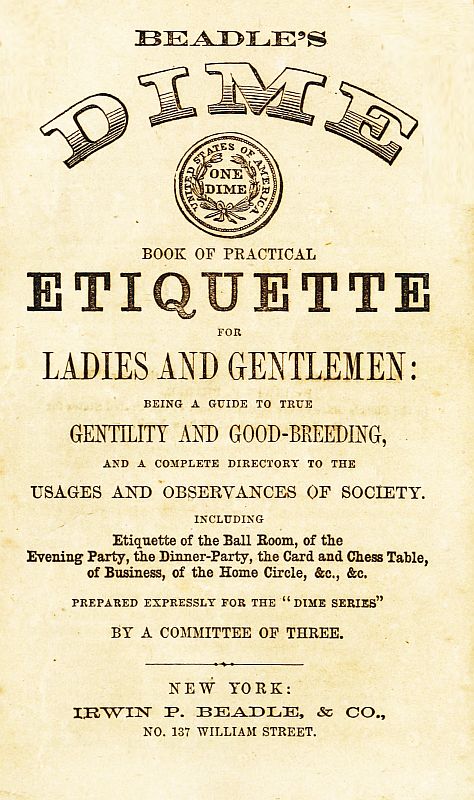 BEADLE'S
DIME
UNITED STATES OF AMERICA
ONE
DIME
BOOK OF PRACTICAL
ETIQUETTE
FOR
LADIES AND GENTLEMEN:
BEING A GUIDE TO TRUE
GENTILITY AND GOOD-BREEDING,
AND A COMPLETE DIRECTORY TO THE
USAGES AND OBSERVANCES OF SOCIETY.
INCLUDING
Etiquette of the Ball Room, of the
Evening Party, the Dinner-Party, the Card and Chess Table,
of Business, of the Home Circle, &c., &c.
PREPARED EXPRESSLY FOR THE "DIME SERIES"
BY A COMMITTEE OF THREE.
NEW YORK:
IRWIN P. BEADLE, & CO.,
NO. 137 WILLIAM STREET.